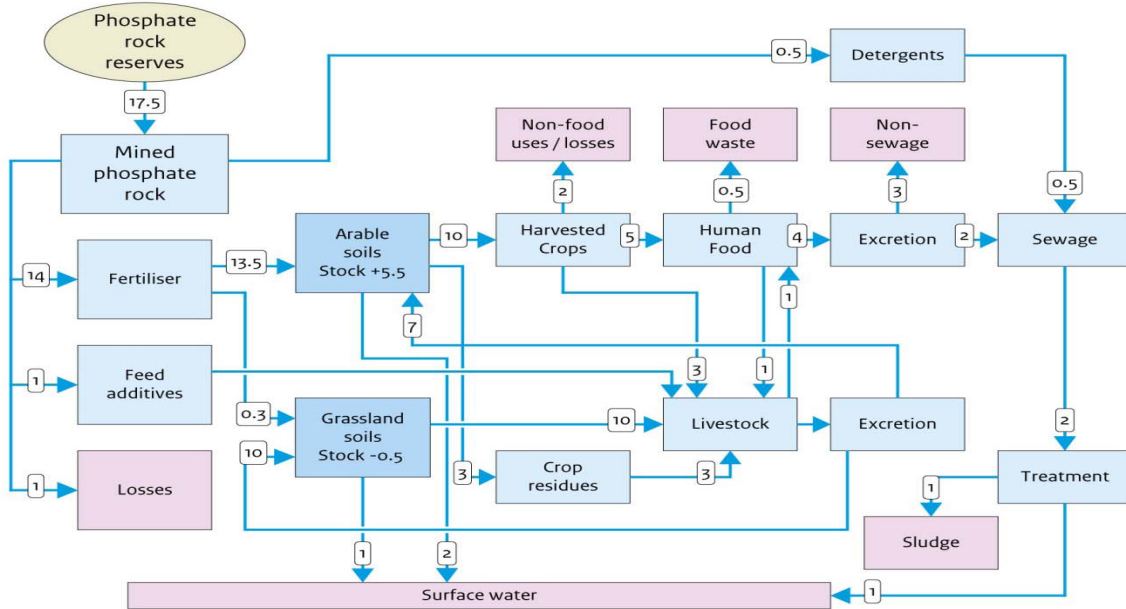 Phosphate
rock
reserves
17.5
Mined
phosphate
rock
0.5
Detergents
0.5
Non-food
uses / losses
Food
waste
Non-
sewage
2
0.5
3
14
Fertiliser
13.5
Arable
soils
Stock +5.5
10
Harvested
Crops
5
Human
Food
4
Excretion
2
Sewage
7
1
3
1
1
Feed
additives
0.3
10
Grassland
soils
Stock -0.5
10
Livestock
Excretion
2
1
Losses
3
Crop
residues
3
Treatment
1
Sludge
1
2
Surface water
1